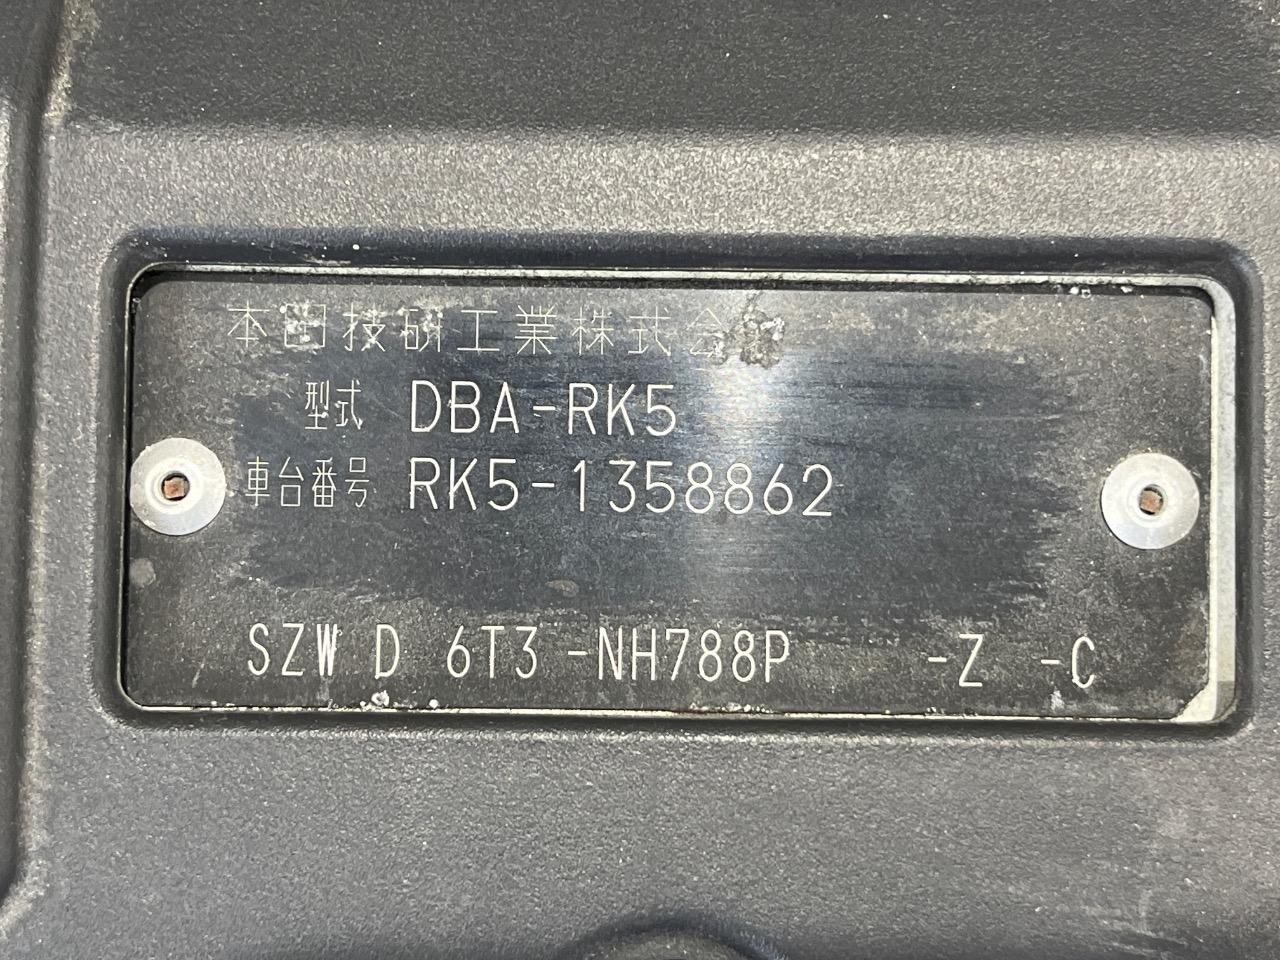 本田技研工業株式会
型式 DBA-RK5
車台番号 RK5-1358862
SZW D 6T3 -NH788P -Z -C